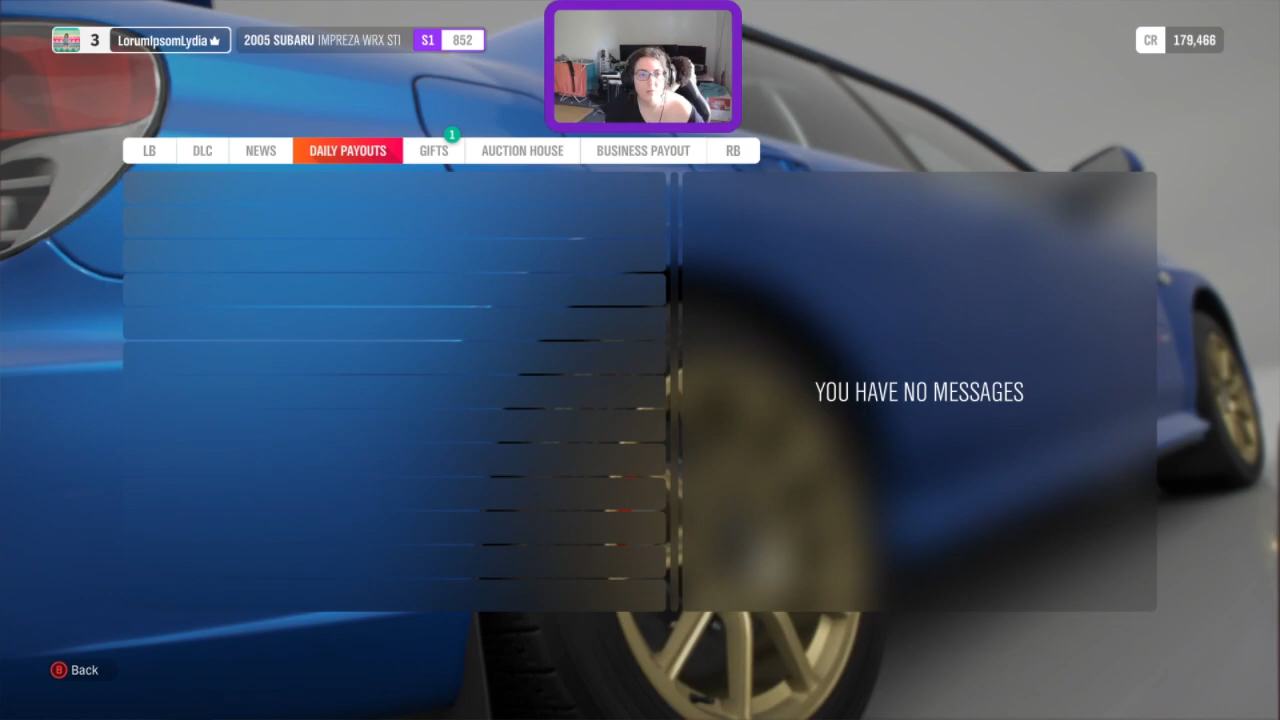 3 LorumIpsomLydia 2005 SUBARU IMPREZA WRX STI S1 852
CR 179,466
1
LB DLC NEWS DAILY PAYOUTS GIFTS AUCTION HOUSE BUSINESS PAYOUT RB
YOU HAVE NO MESSAGES
B Back